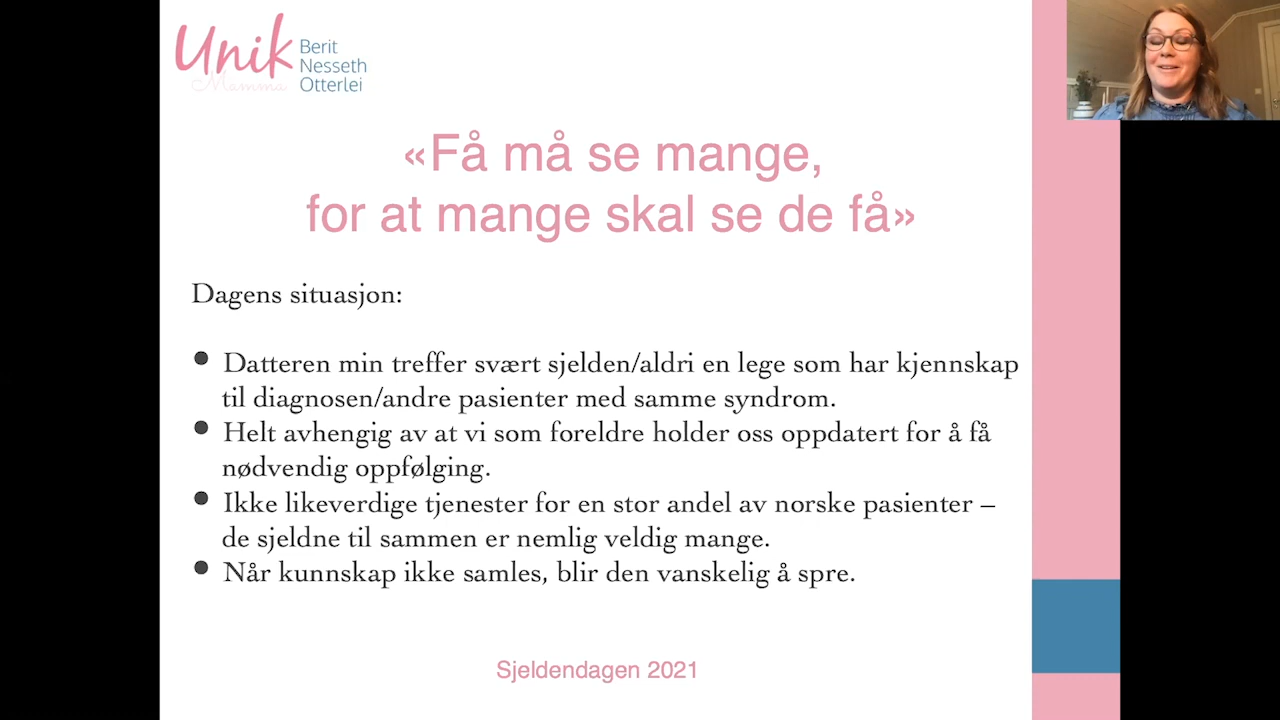 Unik
Mamma
Berit
Nesseth
Otterlei
«Få må se mange,
for at mange skal se de få»
Dagens situasjon:
• Datteren min treffer svært sjelden/aldri en lege som har kjennskap
til diagnosen/andre pasienter med samme syndrom.
• Helt avhengig av at vi som foreldre holder oss oppdatert for å få
nødvendig oppfølging.
• Ikke likeverdige tjenester for en stor andel av norske pasienter –
de sjeldne til sammen er nemlig veldig mange.
• Når kunnskap ikke samles, blir den vanskelig å spre.
Sjeldendagen 2021